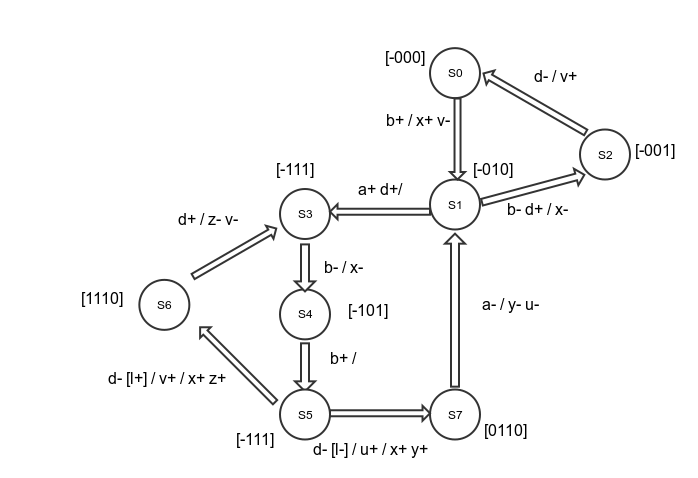 [-000]
S0
d- / v+
b+ / x+ v-
S2
[-001]
[-111]
[-010]
a+ d+/
S3
S1
b- d+ / x-
d+ / z- v-
b- / x-
[1110]
S6
S4
[-101]
a- / y- u-
b+ /
d- [l+] / v+ / x+ z+
S5
S7
[-111]
[0110]
d- [l-] / u+ / x+ y+